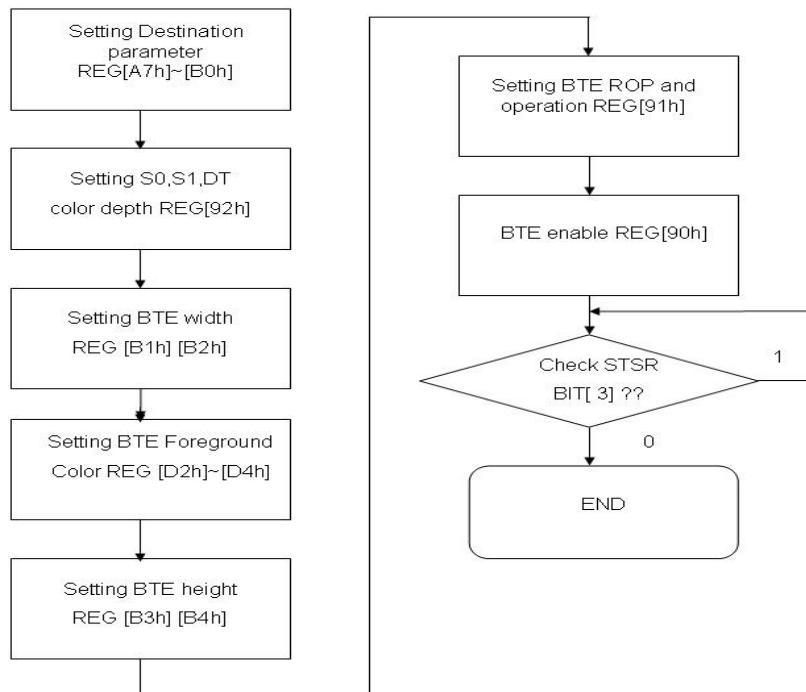 Setting Destination
parameter
REG[A7h]~[B0h]
Setting S0,S1,DT
color depth REG[92h]
Setting BTE width
REG [B1h] [B2h]
Setting BTE Foreground
Color REG [D2h]~[D4h]
Setting BTE height
REG [B3h] [B4h]
Setting BTE ROP and
operation REG[91h]
BTE enable REG[90h]
Check STSR
BIT[ 3] ??
1
0
END